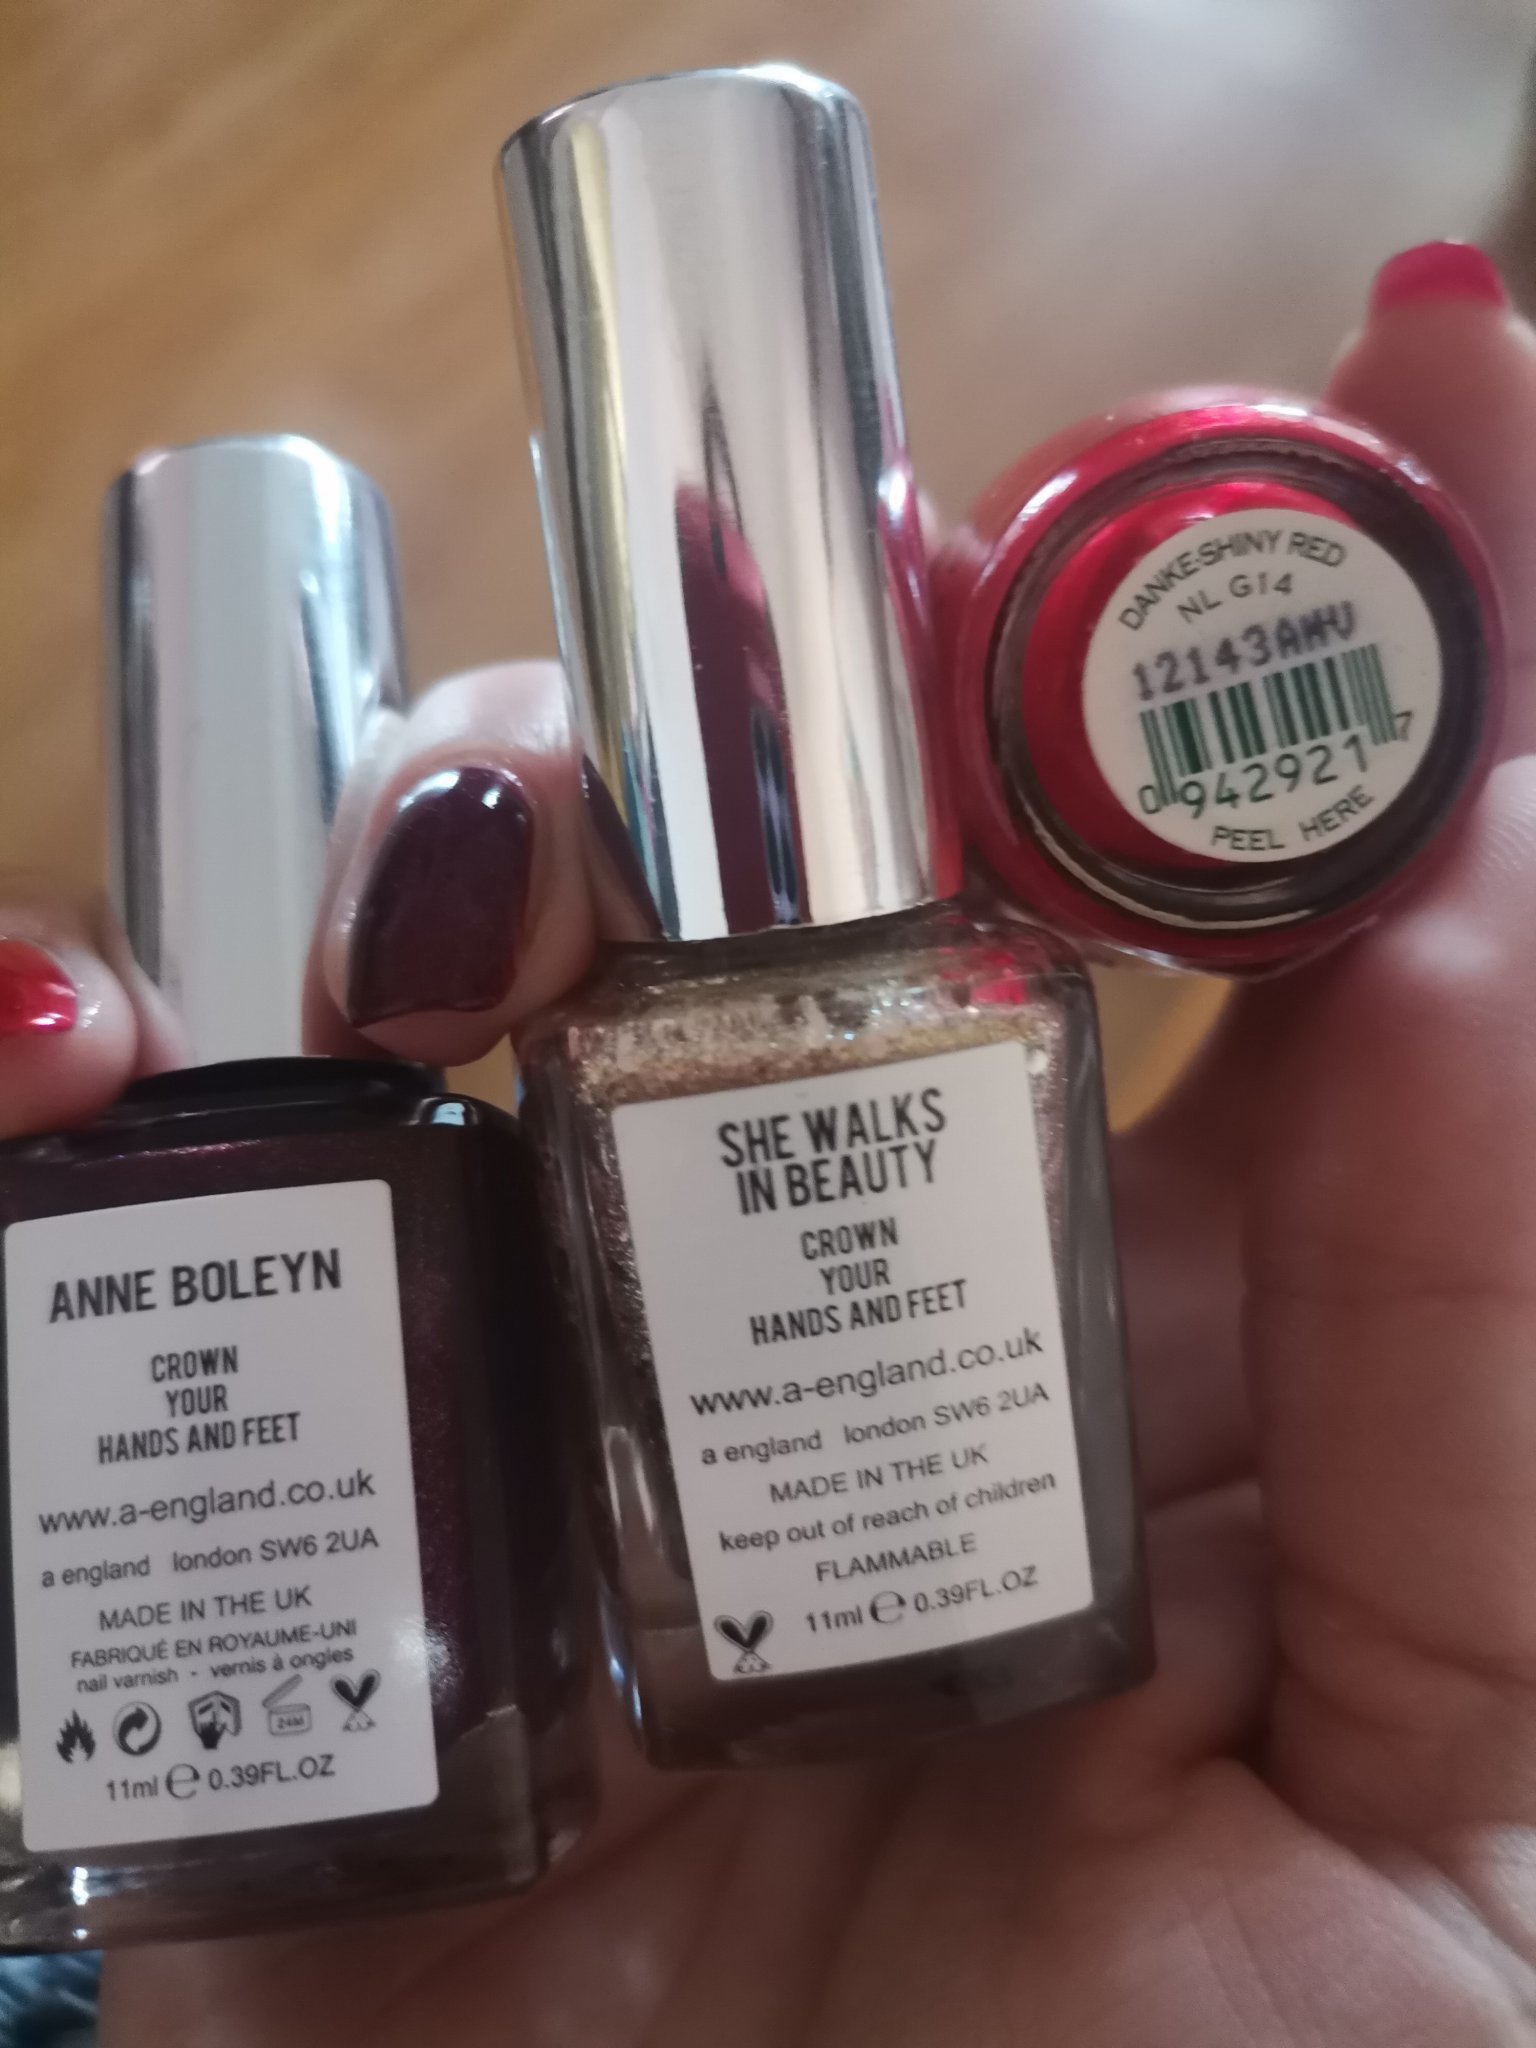 ANNE BOLEYN
CROWN
YOUR
HANDS AND FEET
www.a-england.co.uk
a england london SW6 2UA
MADE IN THE UK
FABRIQUÉ EN ROYAUME-UNI
nail varnish - vernis à ongles
24M
11ml e 0.39FL.OZ
SHE WALKS
IN BEAUTY
CROWN
YOUR
HANDS AND FEET
www.a-england.co.uk
a england london SW6 2UA
MADE IN THE UK
keep out of reach of children
FLAMMABLE
11ml e 0.39FL.OZ
DANKE-SHINY RED
NL G14
12143AWU
0 942921 7
PEEL HERE